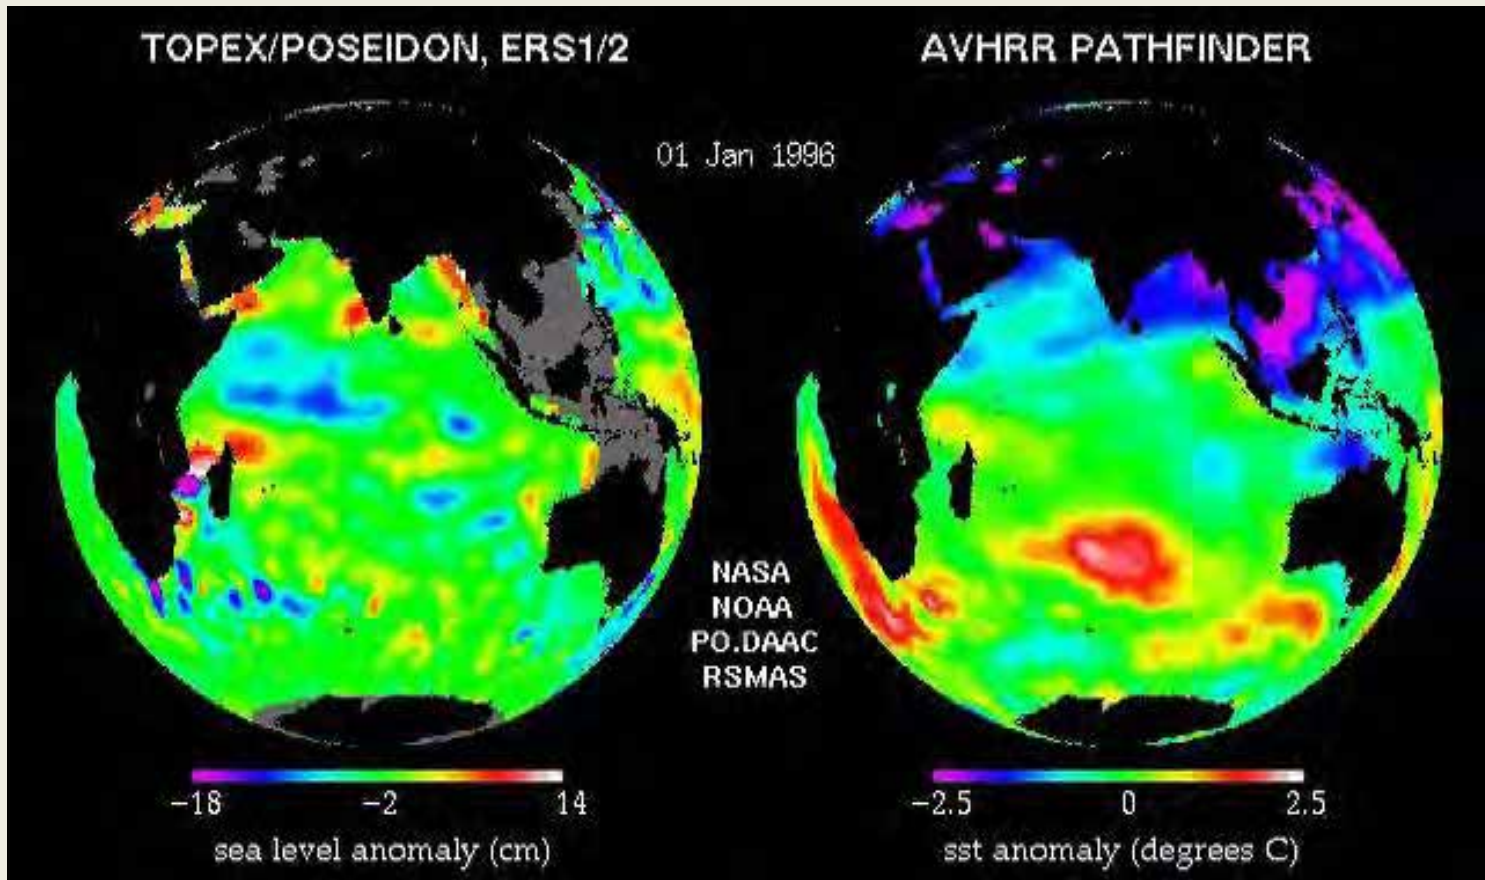 TOPEX/POSEIDON, ERS1/2
AVHRR PATHFINDER
01 Jan 1996
NASA
NOAA
PO.DAAC
RSMAS
−18 −2 14
sea level anomaly (cm)
−2.5 0 2.5
sst anomaly (degrees C)